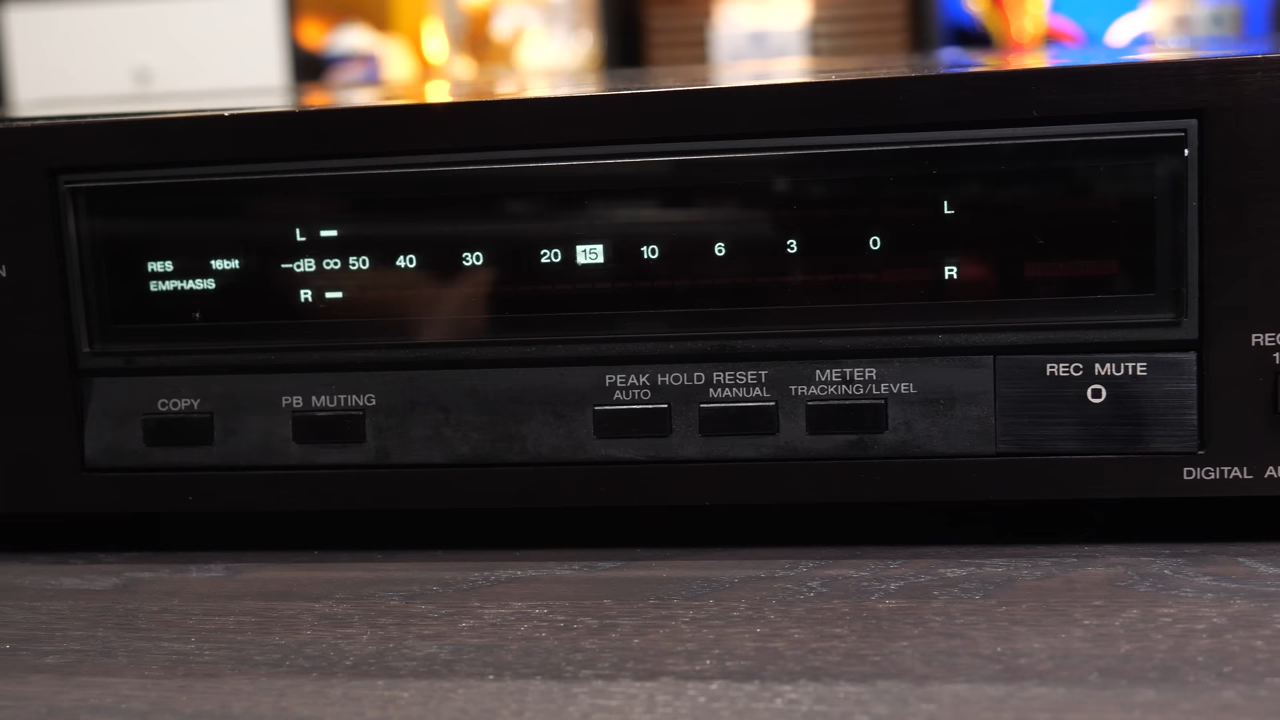 L
L
RES 16bit -dB ∞ 50 40 30 20 15 10 6 3 0
EMPHASIS
R
R
COPY
PB MUTING
PEAK HOLD RESET
AUTO MANUAL
METER
TRACKING/LEVEL
REC MUTE
DIGITAL